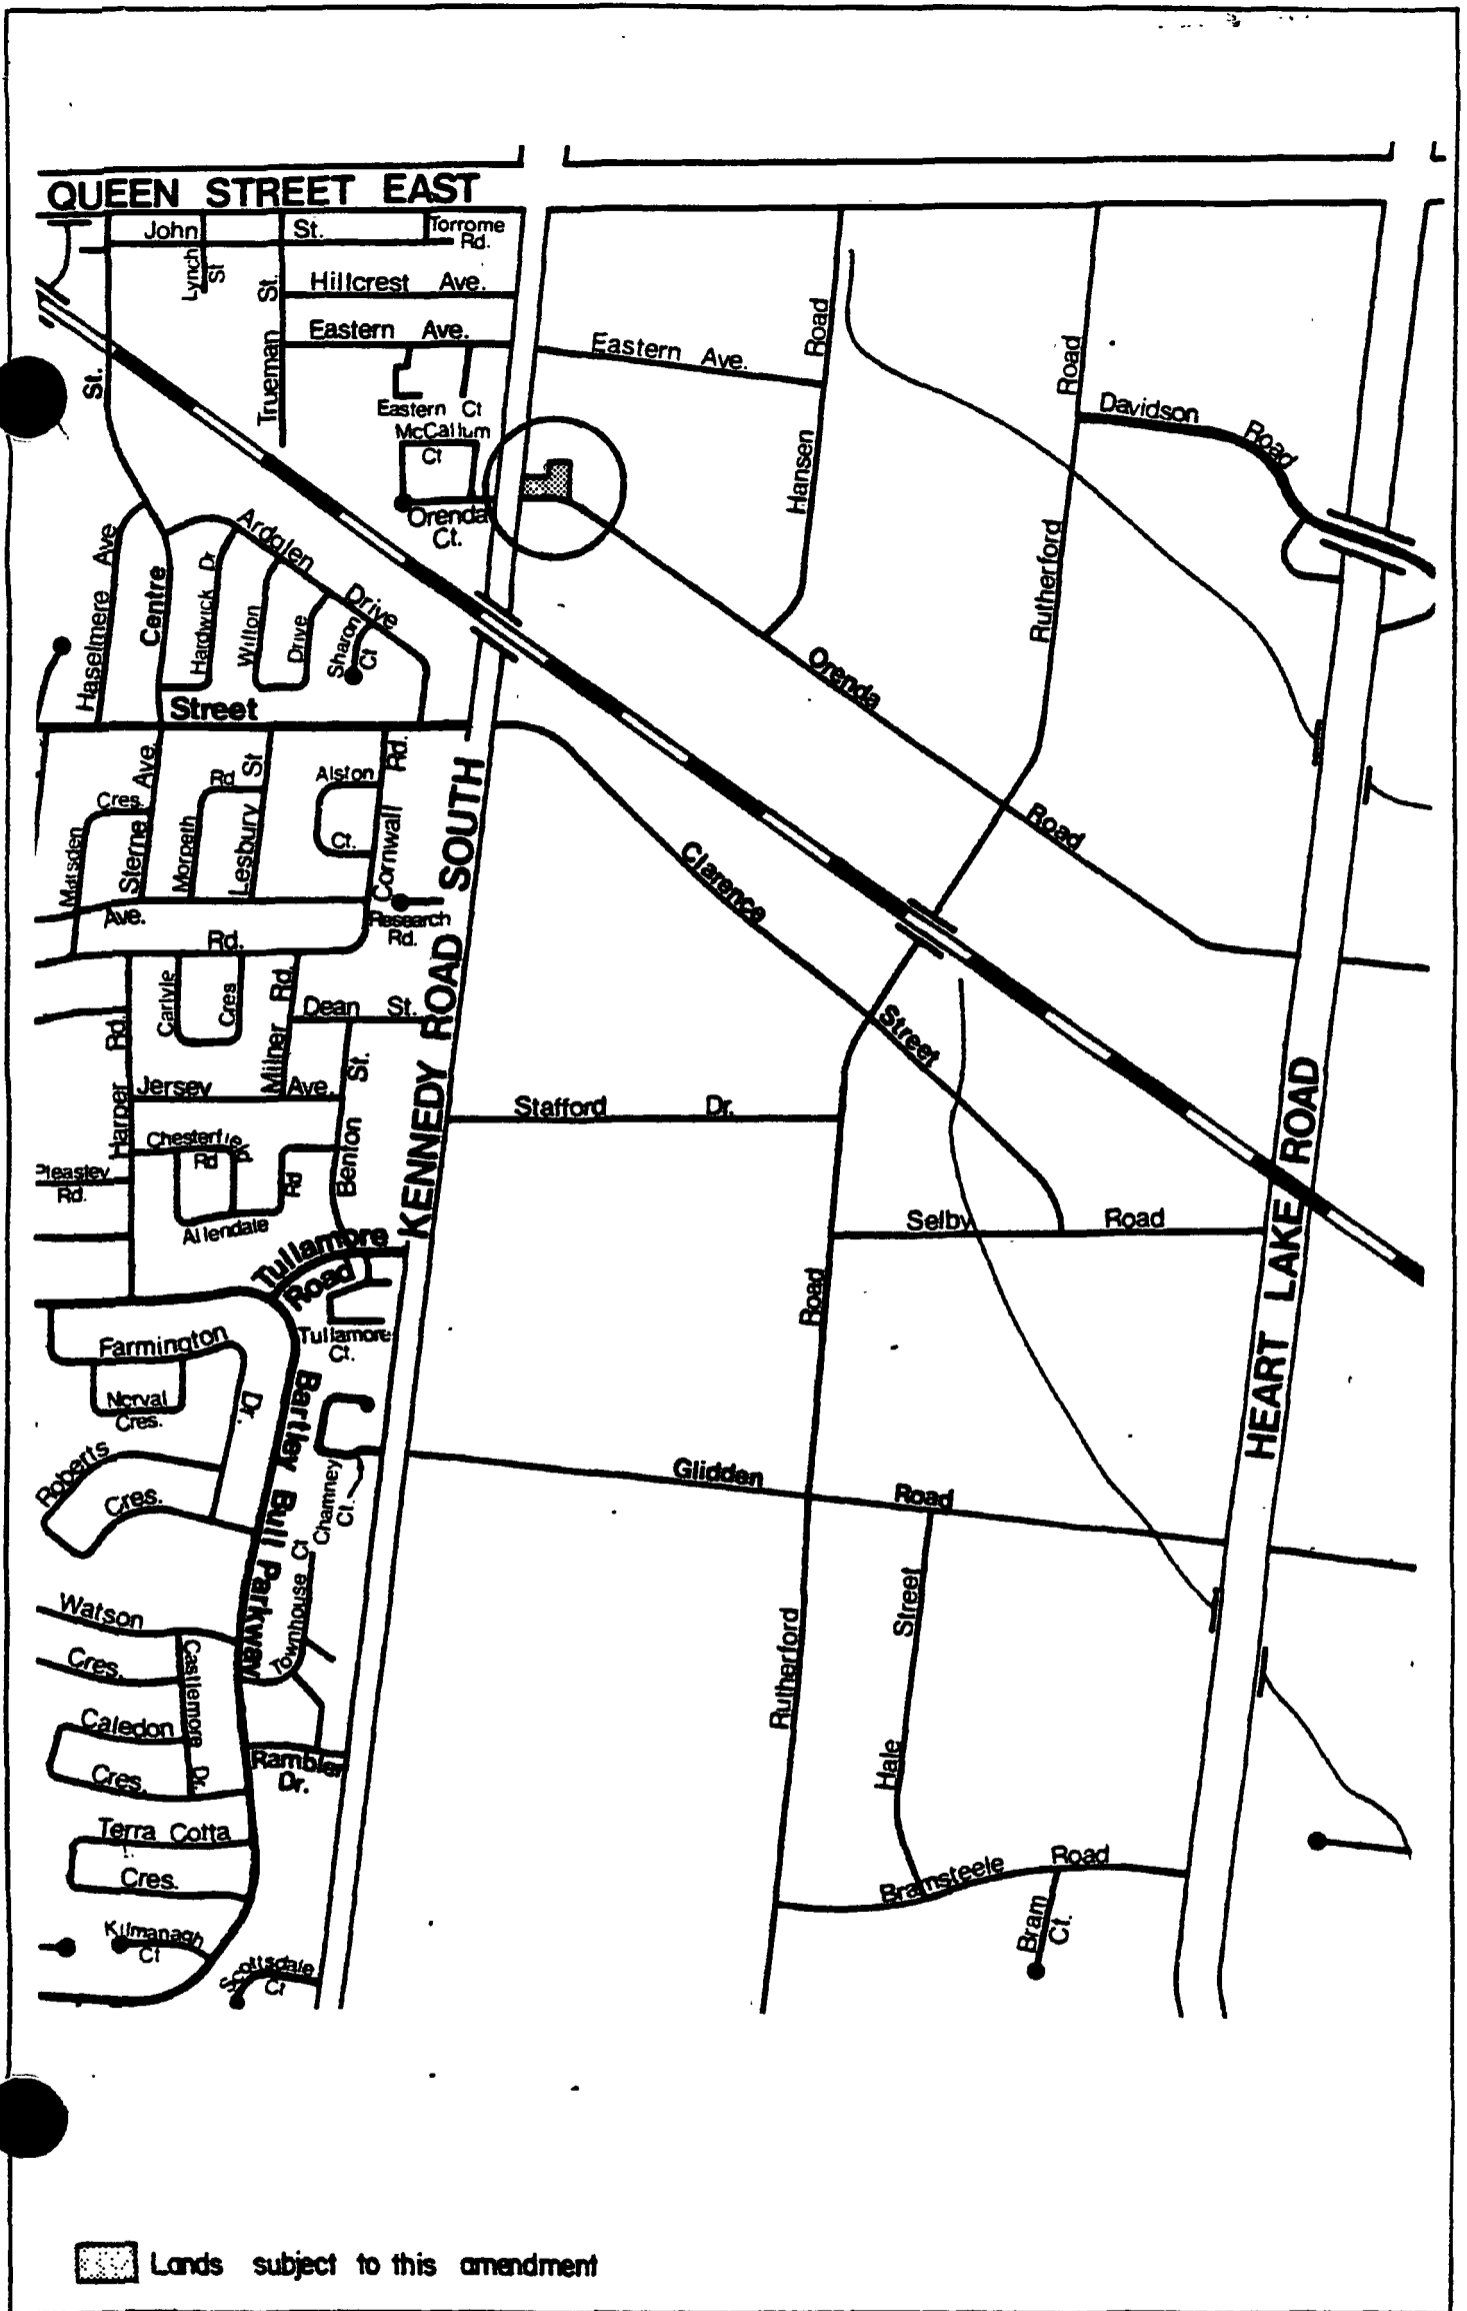 QUEEN STREET EAST
John St. Torrome
Rd.
Lynch
St
Hillcrest Ave.
Trueman St.
Eastern Ave.
Eastern Ave.
Eastern Ct
McCallum
Ct
Orenda
Ct.
Hansen Road
Rutherford Road
Davidson Road
Centre St.
Haselmere Ave
Ardglen Drive
Hardwick Dr
Wilton Drive
Sharon
Ct
Orenda Road
Street
Clarence Street
KENNEDY ROAD SOUTH
HEART LAKE ROAD
Marsden Cres.
Sterne Ave.
Morpeth Rd
Lesbury St
Alston
Ct.
Cornwall Rd.
Research
Rd.
Ave.
Rd.
Carlyle Cres
Milner Rd.
Dean St.
Harper Rd.
Jersey Ave.
Benton St.
Chesterfield
Rd
Rd
Pleasley
Rd.
Allendale
Stafford Dr.
Selby Road
Tullamore
Road
Tullamore
Ct.
Farmington Dr.
Norval
Cres.
Bartley Bull Parkway
Roberts
Cres.
Chamney
Ct.
Townhouse Ct
Glidden Road
Rutherford Road
Hale Street
Watson
Cres.
Castlemore Dr.
Caledon
Cres.
Rambler
Dr.
Terra Cotta
Cres.
Kilmanagh
Ct
Scottsdale
Ct
Bramsteele Road
Bram
Ct.
Lands subject to this amendment